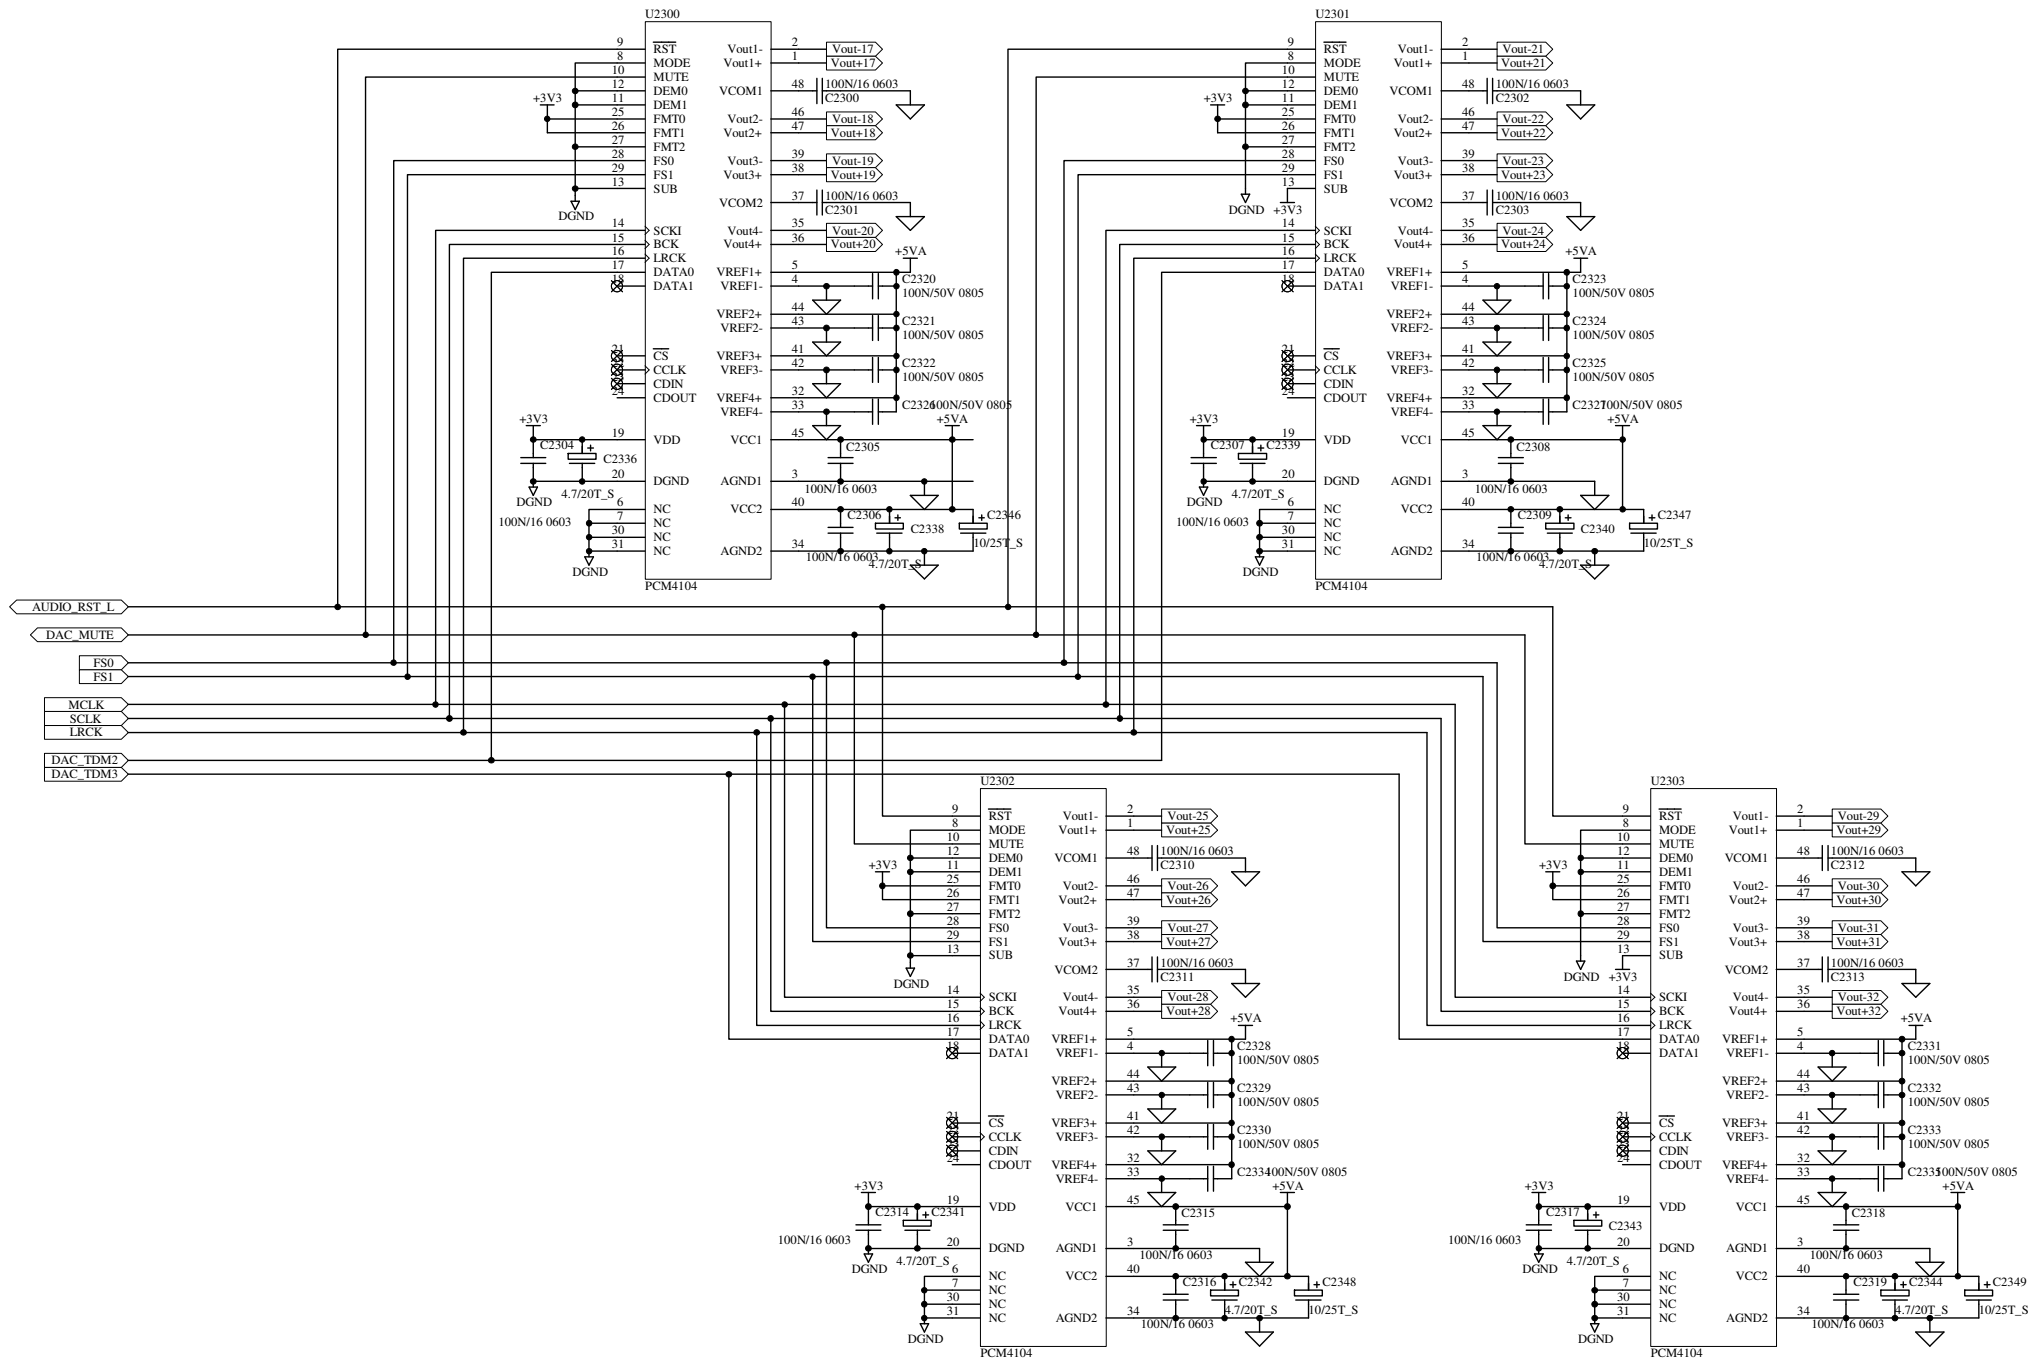 U2300
9 RST Vout1- 2 Vout-17
8 MODE Vout1+ 1 Vout+17
10 MUTE
12 DEM0 VCOM1 48 100N/16 0603
C2300
+3V3
11 DEM1
25 FMT0 Vout2- 46 Vout-18
26 FMT1 Vout2+ 47 Vout+18
27 FMT2
28 FS0 Vout3- 39 Vout-19
29 FS1 Vout3+ 38 Vout+19
13 SUB
DGND
VCOM2 37 100N/16 0603
C2301
14 SCKI Vout4- 35 Vout-20
15 BCK Vout4+ 36 Vout+20
16 LRCK
+5VA
17 DATA0 VREF1+ 5
C2320
18 DATA1 VREF1- 4
100N/50V 0805
VREF2+ 44
C2321
VREF2- 43
100N/50V 0805
21 CS VREF3+ 41
C2322
CCLK VREF3- 42
100N/50V 0805
CDIN
24 CDOUT VREF4+ 32
VREF4- 33
C2326 100N/50V 0805
+3V3
+5VA
19 VDD VCC1 45
C2304
C2336
C2305
20 DGND AGND1 3
DGND
4.7/20T_S
100N/16 0603
100N/16 0603
6 NC VCC2 40
7 NC
30 NC
31 NC AGND2 34
C2306
C2338
C2346
100N/16 0603
4.7/20T_S
10/25T_S
DGND
PCM4104
U2301
9 RST Vout1- 2 Vout-21
8 MODE Vout1+ 1 Vout+21
10 MUTE
12 DEM0 VCOM1 48 100N/16 0603
C2302
+3V3
11 DEM1
25 FMT0 Vout2- 46 Vout-22
26 FMT1 Vout2+ 47 Vout+22
27 FMT2
28 FS0 Vout3- 39 Vout-23
29 FS1 Vout3+ 38 Vout+23
13 SUB
DGND
+3V3
VCOM2 37 100N/16 0603
C2303
14 SCKI Vout4- 35 Vout-24
15 BCK Vout4+ 36 Vout+24
16 LRCK
+5VA
17 DATA0 VREF1+ 5
C2323
18 DATA1 VREF1- 4
100N/50V 0805
VREF2+ 44
C2324
VREF2- 43
100N/50V 0805
21 CS VREF3+ 41
C2325
CCLK VREF3- 42
100N/50V 0805
CDIN
24 CDOUT VREF4+ 32
VREF4- 33
C2327 100N/50V 0805
+3V3
+5VA
19 VDD VCC1 45
C2307
C2339
C2308
20 DGND AGND1 3
DGND
4.7/20T_S
100N/16 0603
100N/16 0603
6 NC VCC2 40
7 NC
30 NC
31 NC AGND2 34
C2309
C2340
C2347
100N/16 0603
4.7/20T_S
10/25T_S
DGND
PCM4104
AUDIO_RST_L
DAC_MUTE
FS0
FS1
MCLK
SCLK
LRCK
DAC_TDM2
DAC_TDM3
U2302
9 RST Vout1- 2 Vout-25
8 MODE Vout1+ 1 Vout+25
10 MUTE
12 DEM0 VCOM1 48 100N/16 0603
C2310
+3V3
11 DEM1
25 FMT0 Vout2- 46 Vout-26
26 FMT1 Vout2+ 47 Vout+26
27 FMT2
28 FS0 Vout3- 39 Vout-27
29 FS1 Vout3+ 38 Vout+27
13 SUB
DGND
VCOM2 37 100N/16 0603
C2311
14 SCKI Vout4- 35 Vout-28
15 BCK Vout4+ 36 Vout+28
16 LRCK
+5VA
17 DATA0 VREF1+ 5
C2328
18 DATA1 VREF1- 4
100N/50V 0805
VREF2+ 44
C2329
VREF2- 43
100N/50V 0805
21 CS VREF3+ 41
C2330
CCLK VREF3- 42
100N/50V 0805
CDIN
24 CDOUT VREF4+ 32
VREF4- 33
C2334 100N/50V 0805
+3V3
+5VA
19 VDD VCC1 45
C2314
C2341
C2315
100N/16 0603
20 DGND AGND1 3
DGND
4.7/20T_S
100N/16 0603
6 NC VCC2 40
7 NC
30 NC
31 NC AGND2 34
C2316
C2342
C2348
100N/16 0603
4.7/20T_S
10/25T_S
DGND
PCM4104
U2303
9 RST Vout1- 2 Vout-29
8 MODE Vout1+ 1 Vout+29
10 MUTE
12 DEM0 VCOM1 48 100N/16 0603
C2312
+3V3
11 DEM1
25 FMT0 Vout2- 46 Vout-30
26 FMT1 Vout2+ 47 Vout+30
27 FMT2
28 FS0 Vout3- 39 Vout-31
29 FS1 Vout3+ 38 Vout+31
13 SUB
DGND
+3V3
VCOM2 37 100N/16 0603
C2313
14 SCKI Vout4- 35 Vout-32
15 BCK Vout4+ 36 Vout+32
16 LRCK
+5VA
17 DATA0 VREF1+ 5
C2331
18 DATA1 VREF1- 4
100N/50V 0805
VREF2+ 44
C2332
VREF2- 43
100N/50V 0805
21 CS VREF3+ 41
C2333
CCLK VREF3- 42
100N/50V 0805
CDIN
24 CDOUT VREF4+ 32
VREF4- 33
C2335 100N/50V 0805
+3V3
+5VA
19 VDD VCC1 45
C2317
C2343
C2318
100N/16 0603
20 DGND AGND1 3
DGND
4.7/20T_S
100N/16 0603
6 NC VCC2 40
7 NC
30 NC
31 NC AGND2 34
C2319
C2344
C2349
100N/16 0603
4.7/20T_S
10/25T_S
DGND
PCM4104